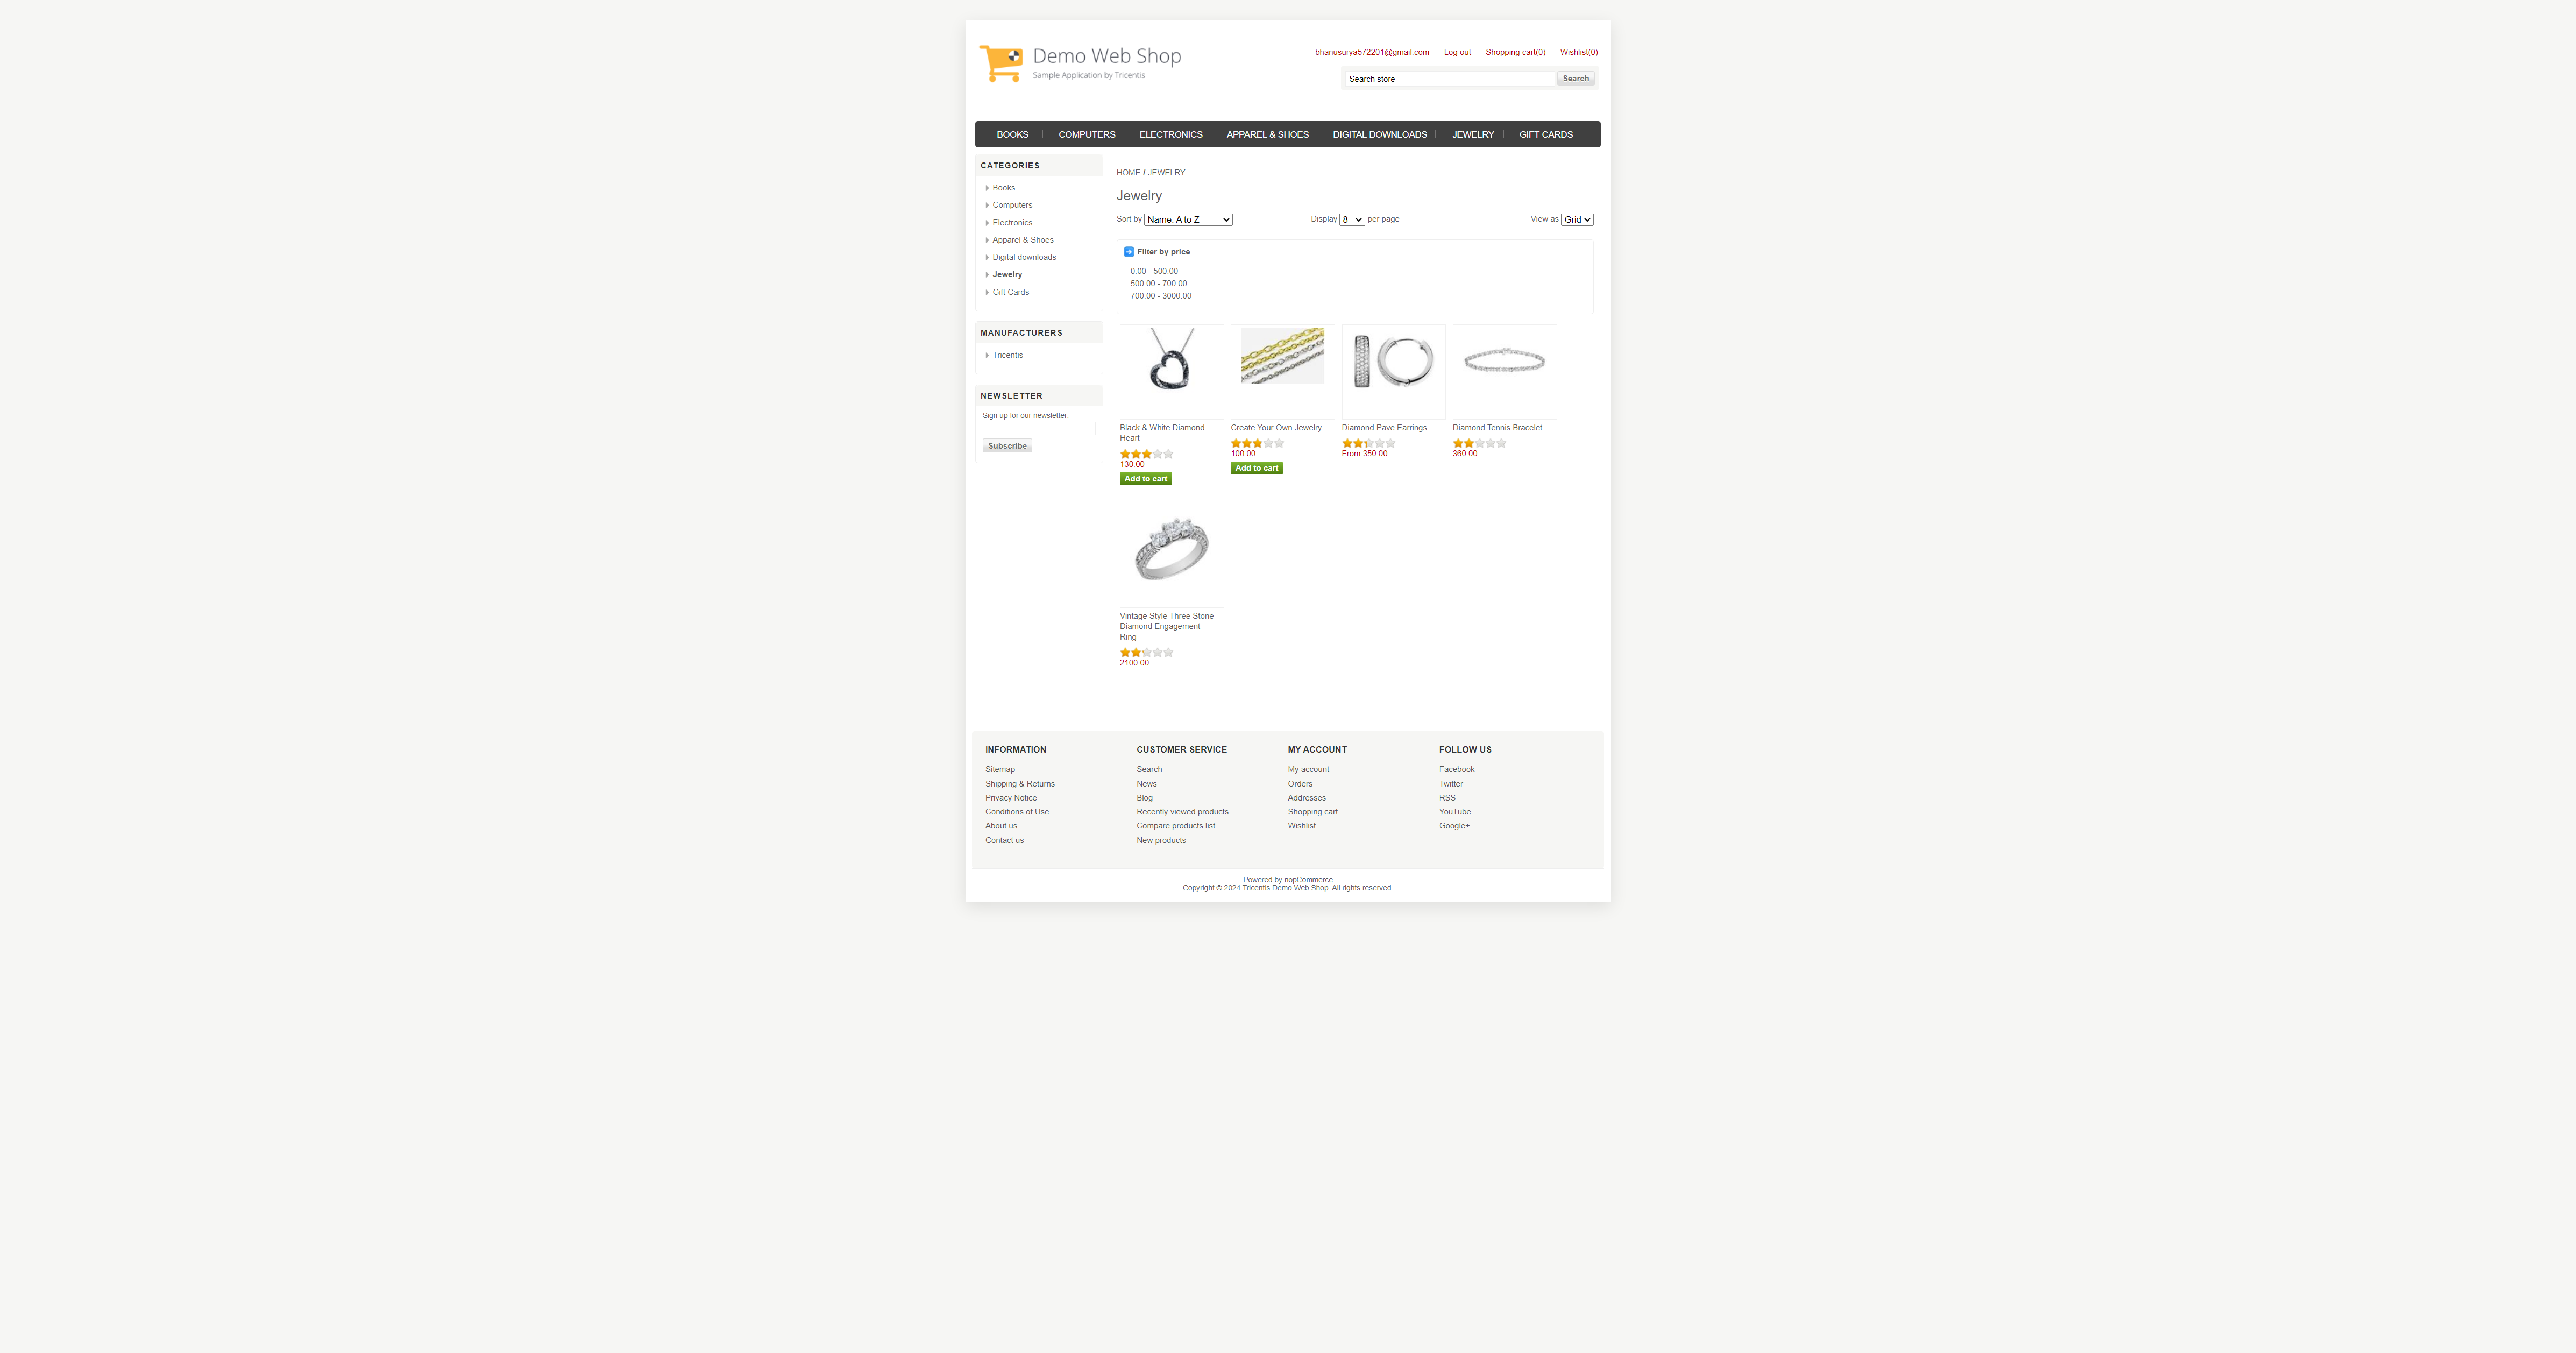 Demo Web Shop
Sample Application by Tricentis
bhanusurya572201@gmail.com Log out Shopping cart(0) Wishlist(0)
Search store Search
BOOKS COMPUTERS ELECTRONICS APPAREL & SHOES DIGITAL DOWNLOADS JEWELRY GIFT CARDS
CATEGORIES
Books
Computers
Electronics
Apparel & Shoes
Digital downloads
Jewelry
Gift Cards
MANUFACTURERS
Tricentis
NEWSLETTER
Sign up for our newsletter:
Subscribe
HOME / JEWELRY
Jewelry
Sort by Name: A to Z Display 8 per page View as Grid
Filter by price
0.00 - 500.00
500.00 - 700.00
700.00 - 3000.00
Black & White Diamond
Heart
130.00
Add to cart
Create Your Own Jewelry
100.00
Add to cart
Diamond Pave Earrings
From 350.00
Diamond Tennis Bracelet
360.00
Vintage Style Three Stone
Diamond Engagement
Ring
2100.00
INFORMATION
Sitemap
Shipping & Returns
Privacy Notice
Conditions of Use
About us
Contact us
CUSTOMER SERVICE
Search
News
Blog
Recently viewed products
Compare products list
New products
MY ACCOUNT
My account
Orders
Addresses
Shopping cart
Wishlist
FOLLOW US
Facebook
Twitter
RSS
YouTube
Google+
Powered by nopCommerce
Copyright © 2024 Tricentis Demo Web Shop. All rights reserved.